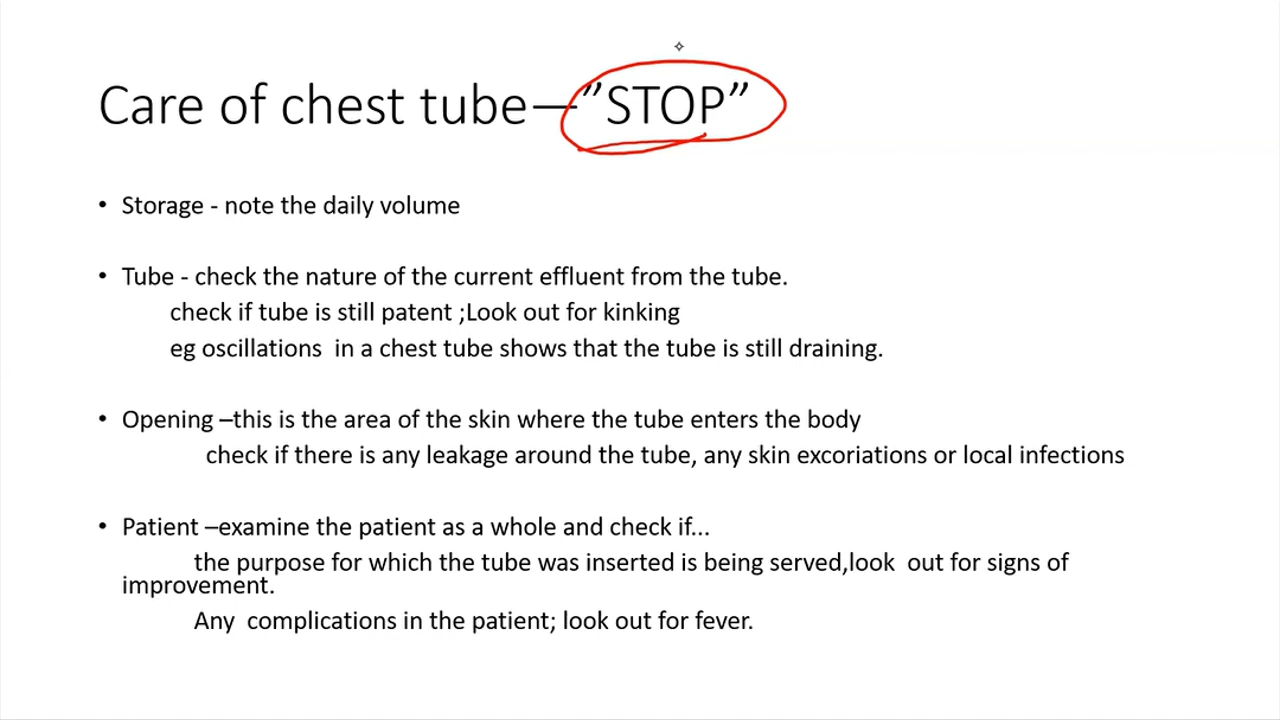 Care of chest tube—”STOP”
• Storage - note the daily volume
• Tube - check the nature of the current effluent from the tube.
check if tube is still patent ;Look out for kinking
eg oscillations  in a chest tube shows that the tube is still draining.
• Opening –this is the area of the skin where the tube enters the body
check if there is any leakage around the tube, any skin excoriations or local infections
• Patient –examine the patient as a whole and check if...
the purpose for which the tube was inserted is being served,look  out for signs of
improvement.
Any  complications in the patient; look out for fever.